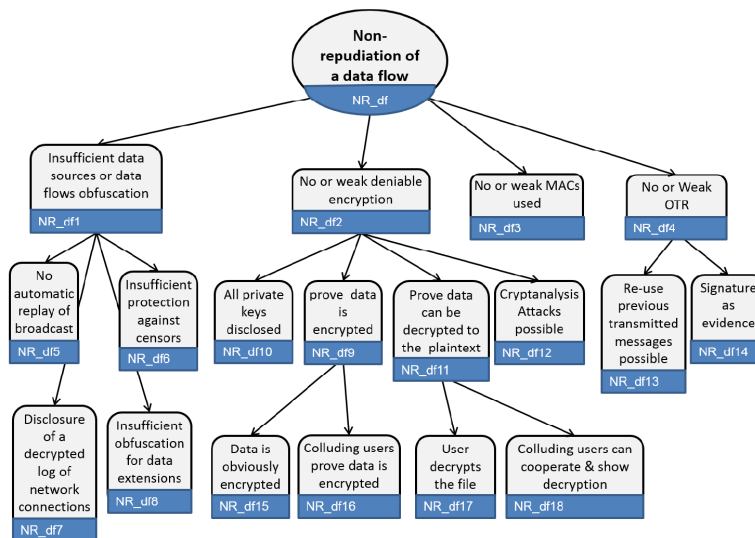 Non-
repudiation of
a data flow
NR_df
Insufficient data
sources or data
flows obfuscation
NR_df1
No or weak deniable
encryption
NR_df2
No or weak MACs
used
NR_df3
No or Weak
OTR
NR_df4
No
automatic
replay of
broadcast
NR_df5
Insufficient
protection
against
censors
NR_df6
All private
keys
disclosed
NR_df10
prove data
is
encrypted
NR_df9
Prove data
can be
decrypted to
the plaintext
NR_df11
Cryptanalysis
Attacks
possible
NR_df12
Re-use
previous
transmitted
messages
possible
NR_df13
Signature
as
evidence
NR_df14
Disclosure
of a
decrypted
log of
network
connections
NR_df7
Insufficient
obfuscation
for data
extensions
NR_df8
Data is
obviously
encrypted
NR_df15
Colluding users
prove data is
encrypted
NR_df16
User
decrypts
the file
NR_df17
Colluding users can
cooperate & show
decryption
NR_df18